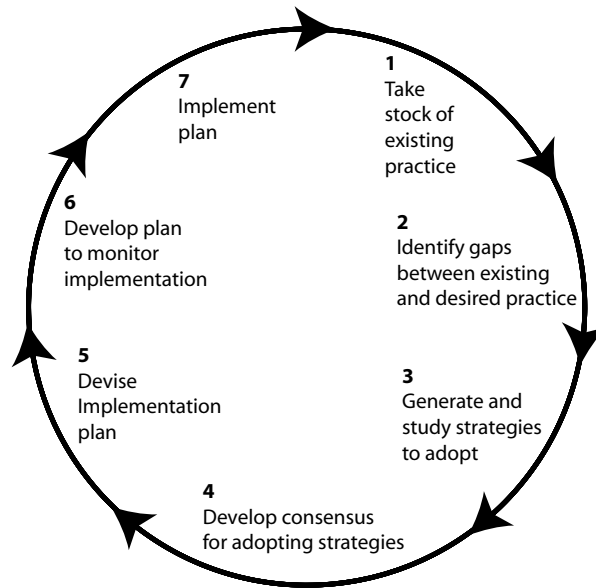 1
Take
stock of
existing
practice
2
Identify gaps
between existing
and desired practice
3
Generate and
study strategies
to adopt
4
Develop consensus
for adopting strategies
5
Devise
Implementation
plan
6
Develop plan
to monitor
implementation
7
Implement
plan